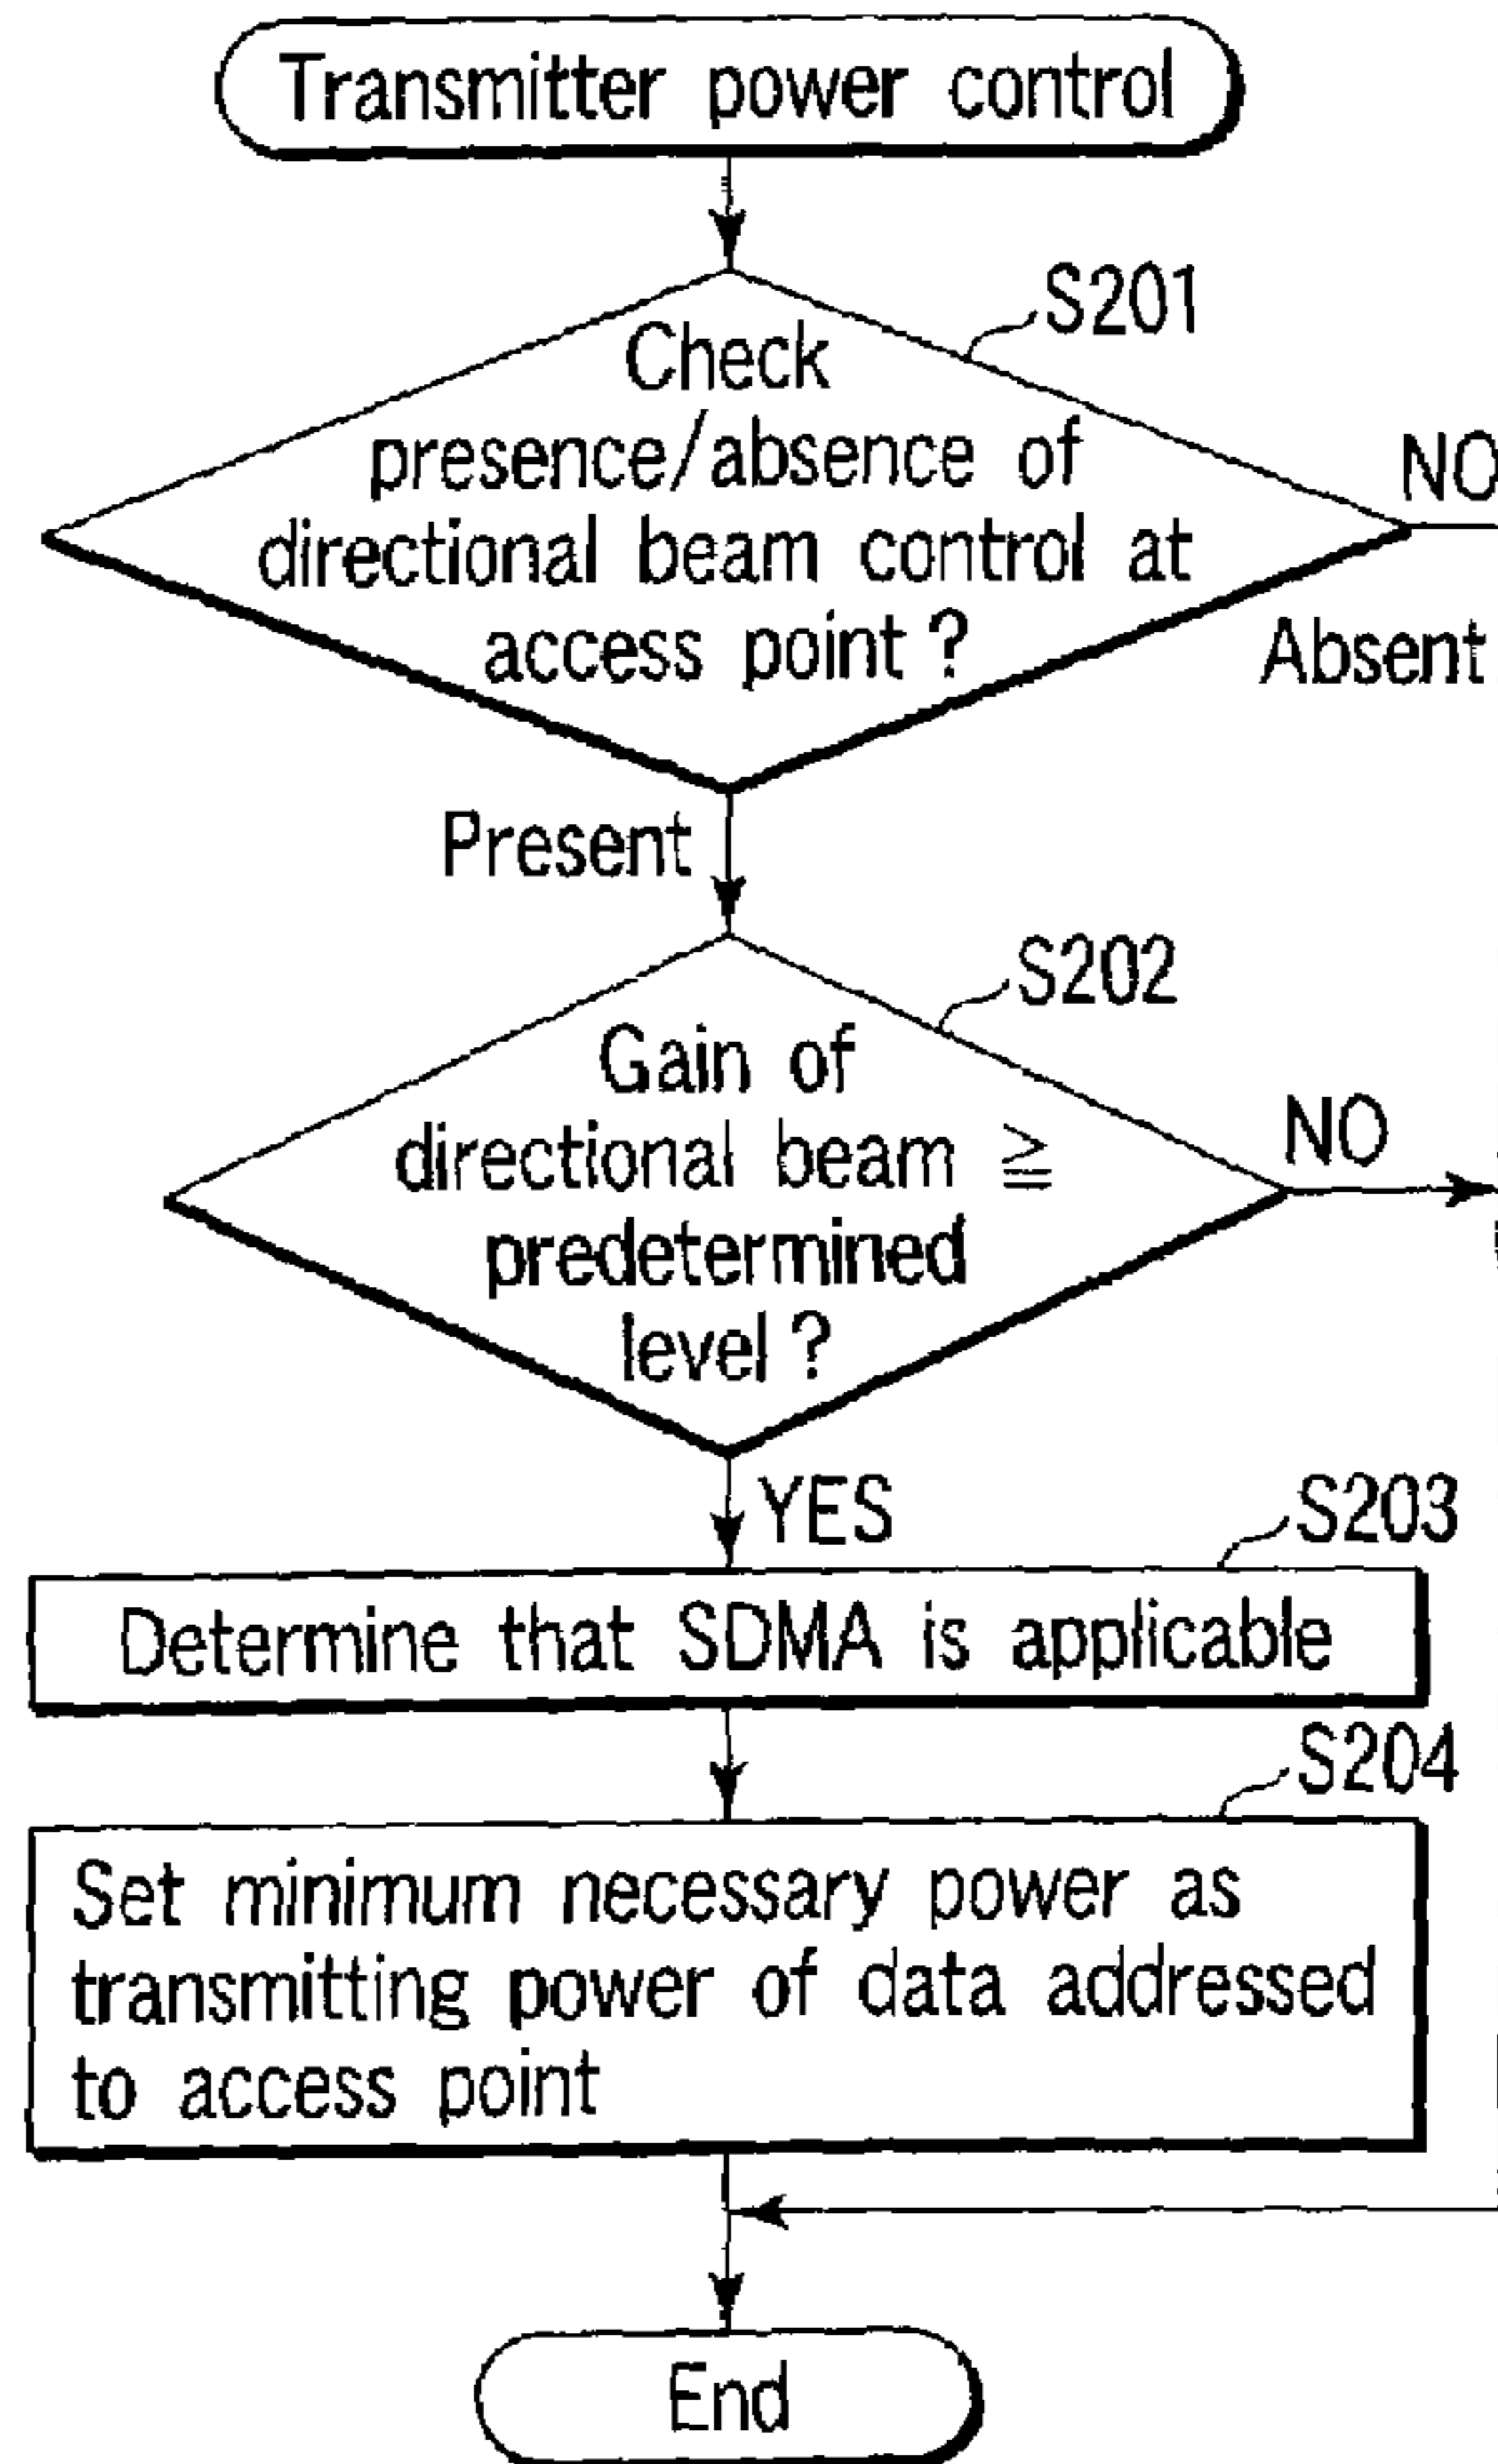 Transmitter power control
S201
Check
presence/absence of
directional beam control at
access point ?
NO
Absent
Present
S202
Gain of
directional beam ≧
predetermined
level ?
NO
YES
S203
Determine that SDMA is applicable
S204
Set minimum necessary power as
transmitting power of data addressed
to access point
End